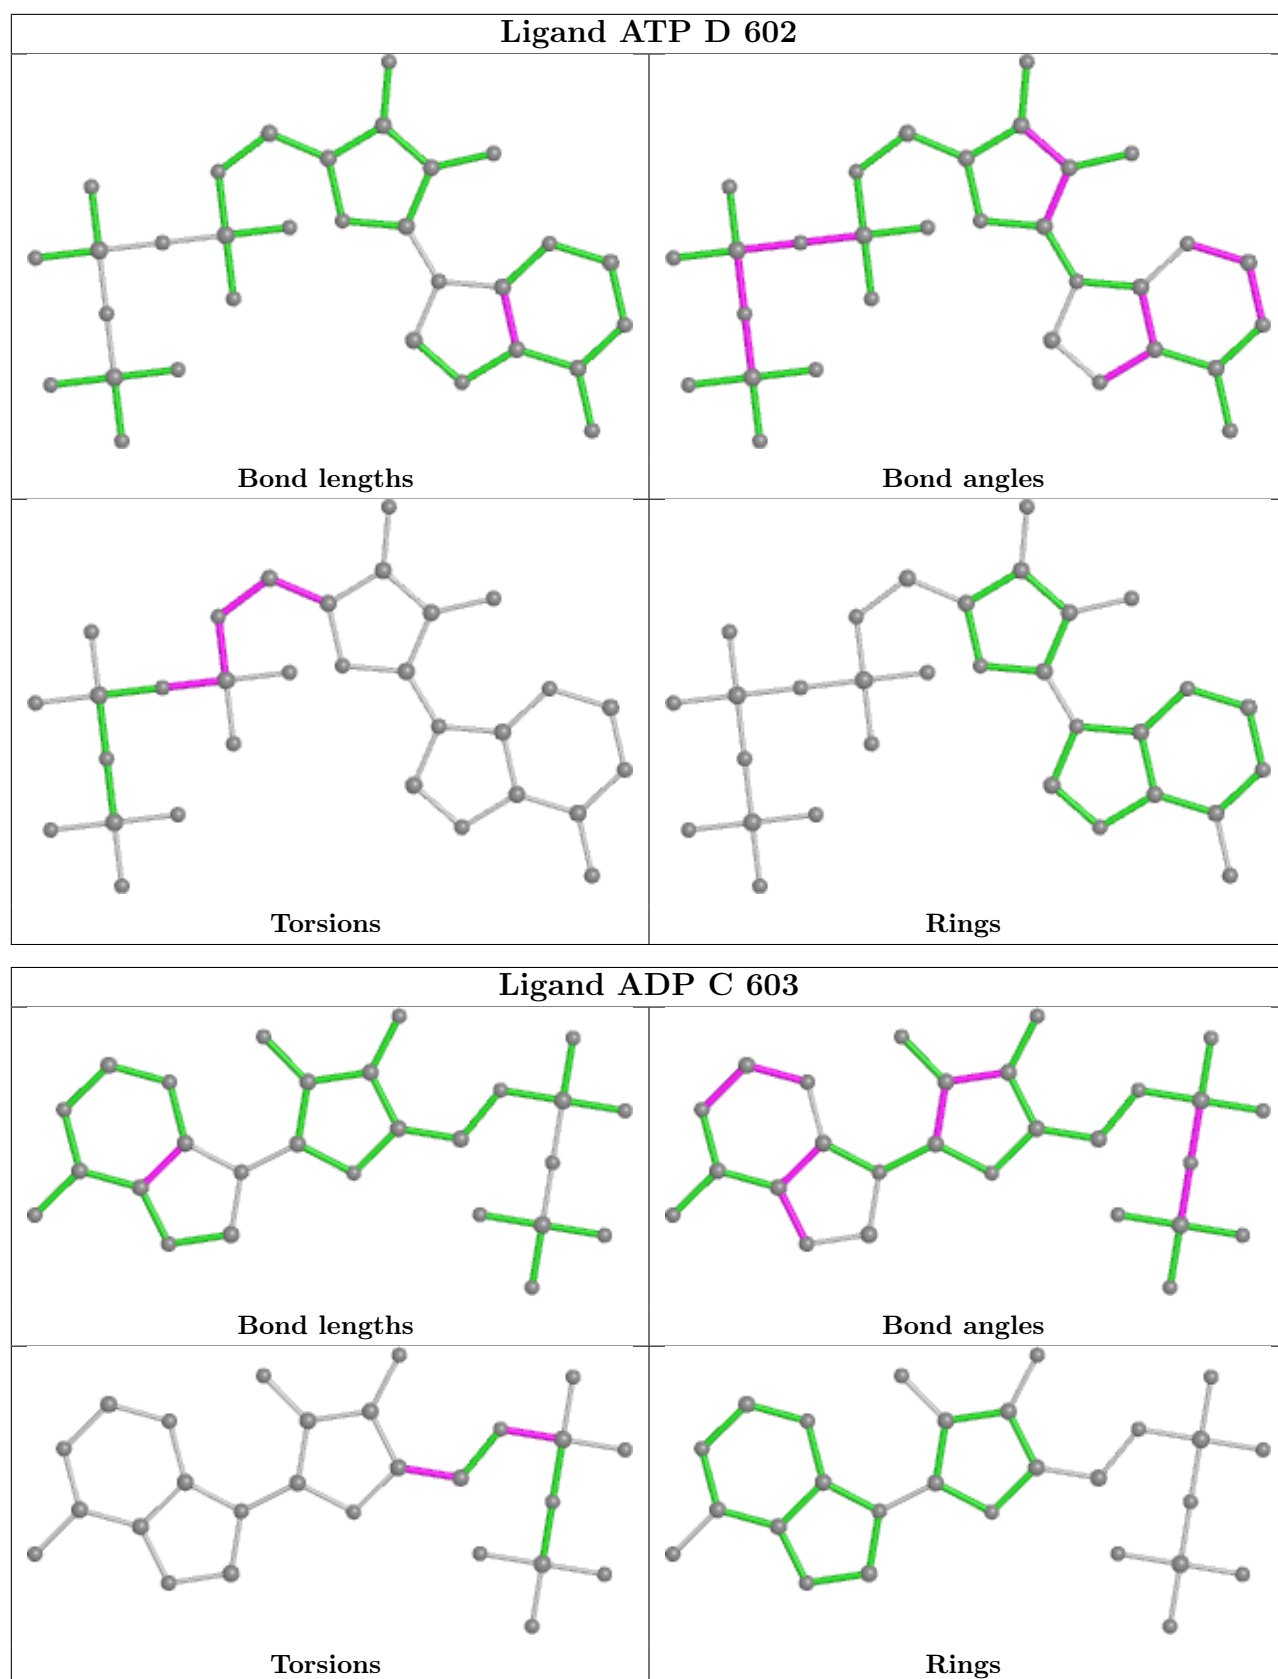 Ligand ATP D 602
Bond lengths
Bond angles
Torsions
Rings
Ligand ADP C 603
Bond lengths
Bond angles
Torsions
Rings